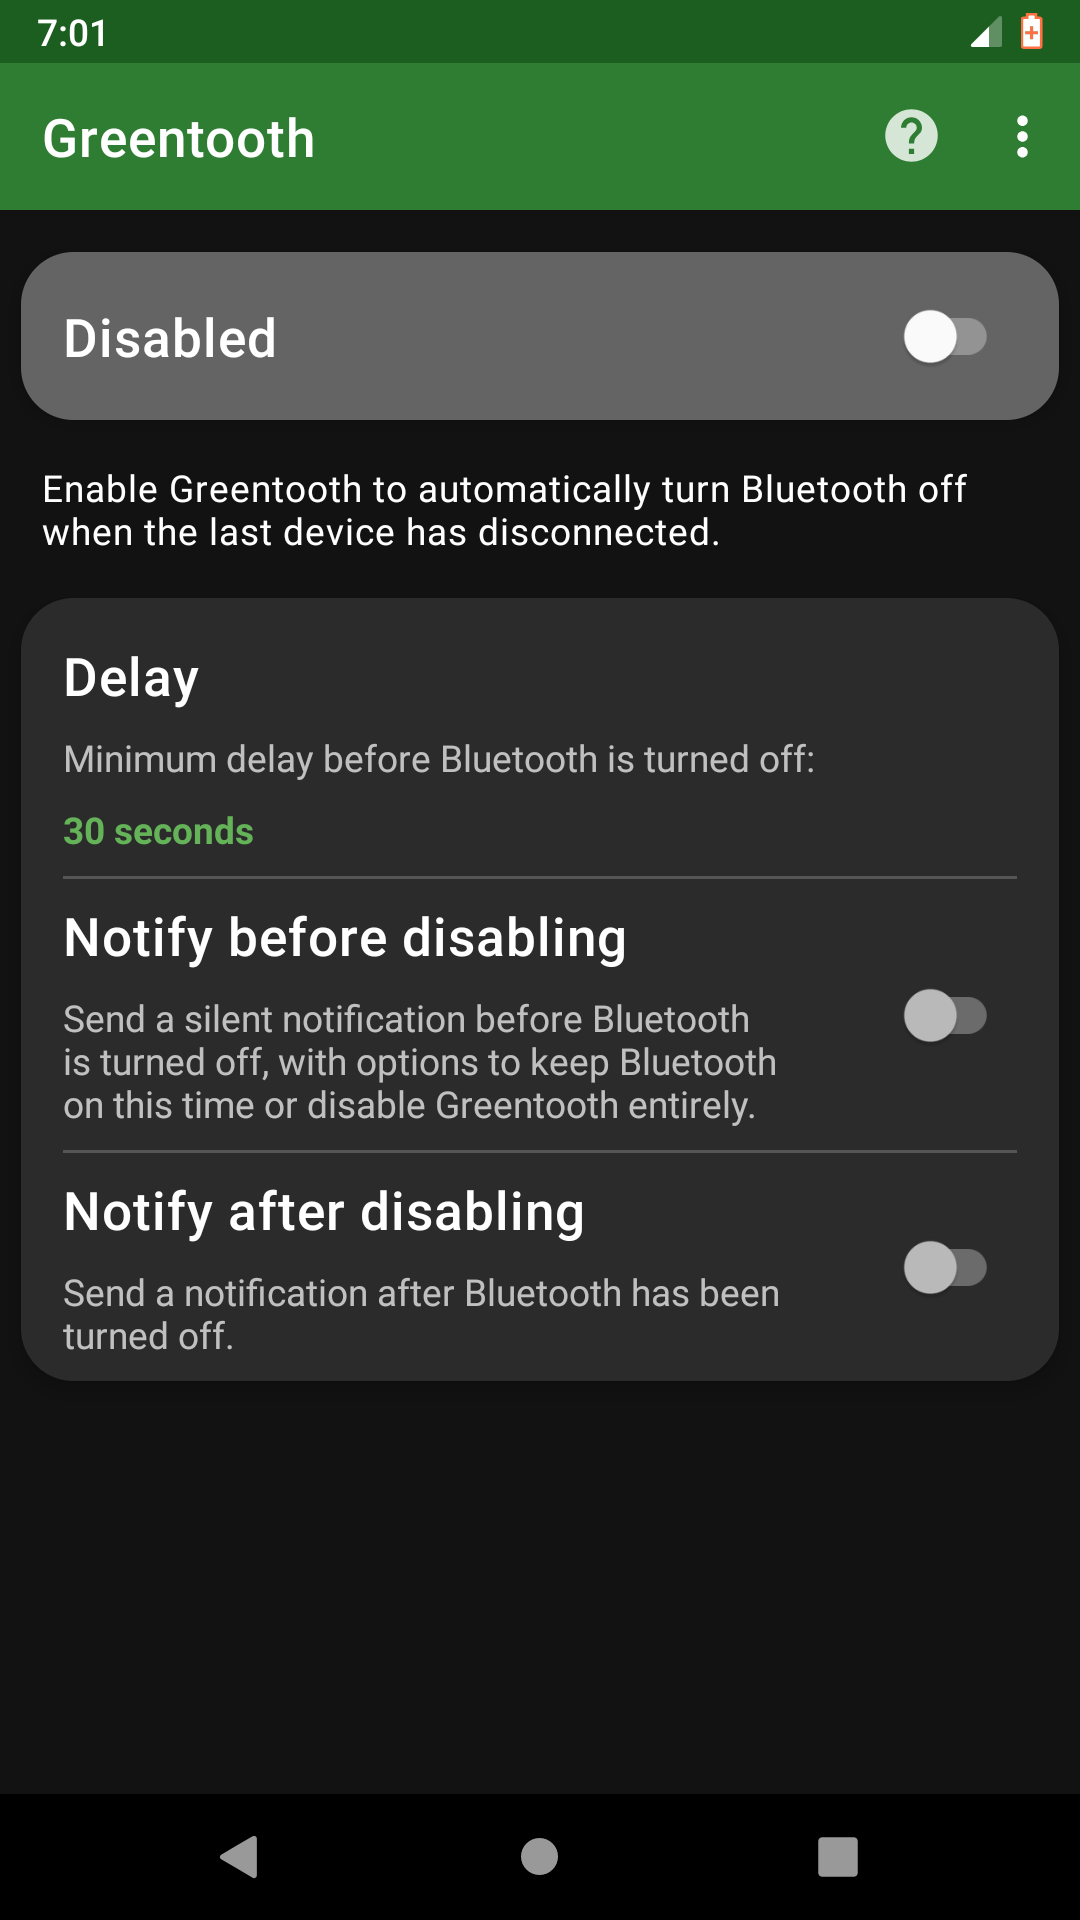 7:01
Greentooth
Disabled
Enable Greentooth to automatically turn Bluetooth off
when the last device has disconnected.
Delay
Minimum delay before Bluetooth is turned off:
30 seconds
Notify before disabling
Send a silent notification before Bluetooth
is turned off, with options to keep Bluetooth
on this time or disable Greentooth entirely.
Notify after disabling
Send a notification after Bluetooth has been
turned off.